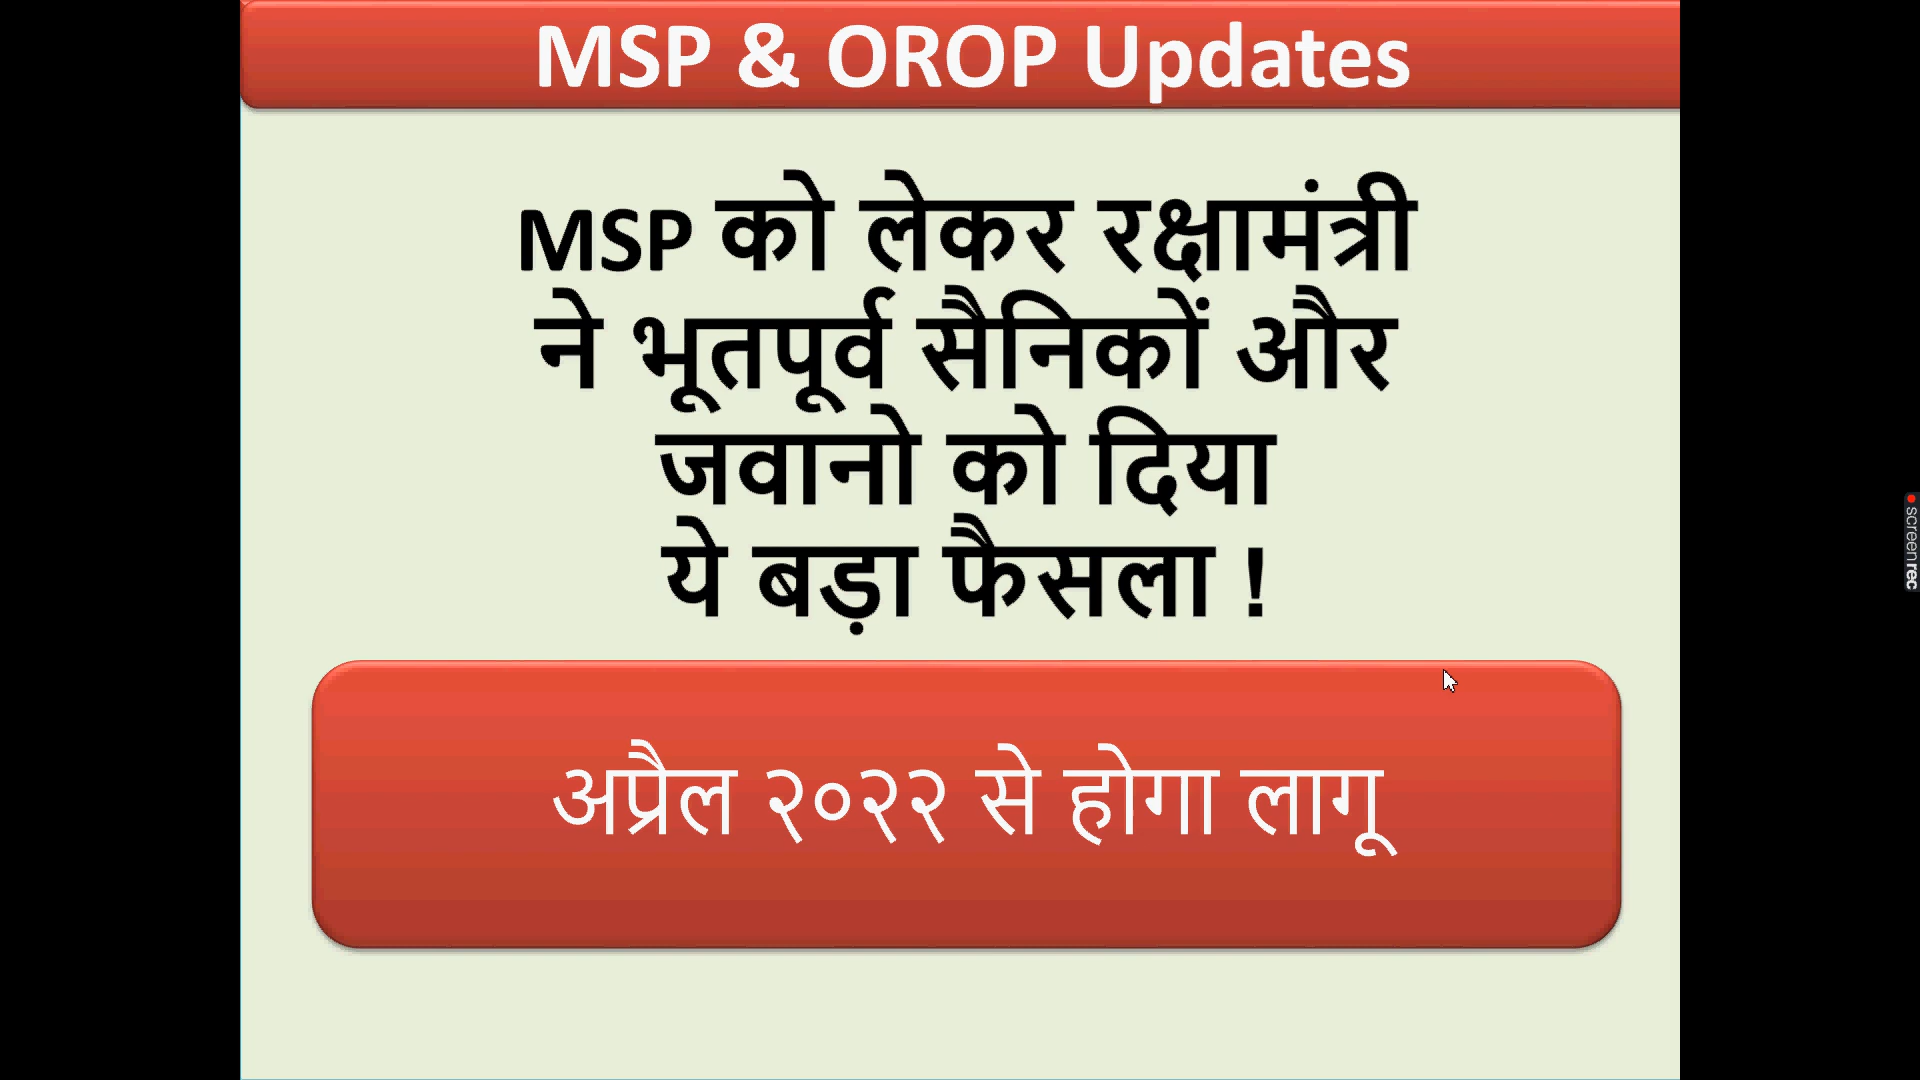 MSP & OROP Updates
MSP को लेकर रक्षामंत्री
ने भूतपूर्व सैनिकों और
जवानो को दिया
ये बड़ा फैसला !
अप्रैल २०२२ से होगा लागू
screenrec